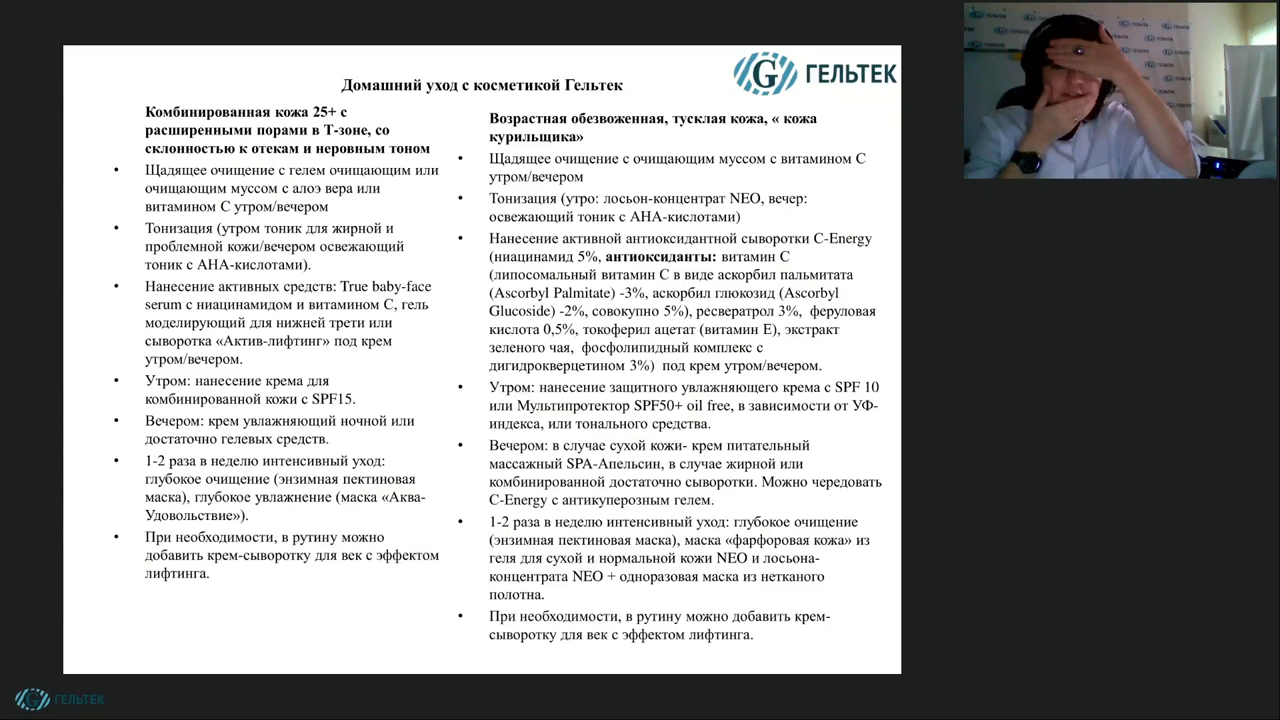 Домашний уход с косметикой Гельтек
G ГЕЛЬТЕК
Комбинированная кожа 25+ с
расширенными порами в Т-зоне, со
склонностью к отекам и неровным тоном
• Щадящее очищение с гелем очищающим или
очищающим муссом с алоэ вера или
витамином С утром/вечером
• Тонизация (утром тоник для жирной и
проблемной кожи/вечером освежающий
тоник с АНА-кислотами).
• Нанесение активных средств: True baby-face
serum с ниацинамидом и витамином С, гель
моделирующий для нижней трети или
сыворотка «Актив-лифтинг» под крем
утром/вечером.
• Утром: нанесение крема для
комбинированной кожи с SPF15.
• Вечером: крем увлажняющий ночной или
достаточно гелевых средств.
• 1-2 раза в неделю интенсивный уход:
глубокое очищение (энзимная пектиновая
маска), глубокое увлажнение (маска «Аква-
Удовольствие»).
• При необходимости, в рутину можно
добавить крем-сыворотку для век с эффектом
лифтинга.
Возрастная обезвоженная, тусклая кожа, « кожа
курильщика»
• Щадящее очищение с очищающим муссом с витамином С
утром/вечером
• Тонизация (утро: лосьон-концентрат NEO, вечер:
освежающий тоник с АНА-кислотами)
• Нанесение активной антиоксидантной сыворотки C-Energy
(ниацинамид 5%, антиоксиданты: витамин С
(липосомальный витамин С в виде аскорбил пальмитата
(Ascorbyl Palmitate) -3%, аскорбил глюкозид (Ascorbyl
Glucoside) -2%, совокупно 5%), ресвератрол 3%, феруловая
кислота 0,5%, токоферил ацетат (витамин Е), экстракт
зеленого чая, фосфолипидный комплекс с
дигидрокверцетином 3%) под крем утром/вечером.
• Утром: нанесение защитного увлажняющего крема с SPF 10
или Мультипротектор SPF50+ oil free, в зависимости от УФ-
индекса, или тонального средства.
• Вечером: в случае сухой кожи- крем питательный
массажный SPA-Апельсин, в случае жирной или
комбинированной достаточно сыворотки. Можно чередовать
C-Energy с антикуперозным гелем.
• 1-2 раза в неделю интенсивный уход: глубокое очищение
(энзимная пектиновая маска), маска «фарфоровая кожа» из
геля для сухой и нормальной кожи NEO и лосьона-
концентрата NEO + одноразовая маска из нетканого
полотна.
• При необходимости, в рутину можно добавить крем-
сыворотку для век с эффектом лифтинга.
G ГЕЛЬТЕК